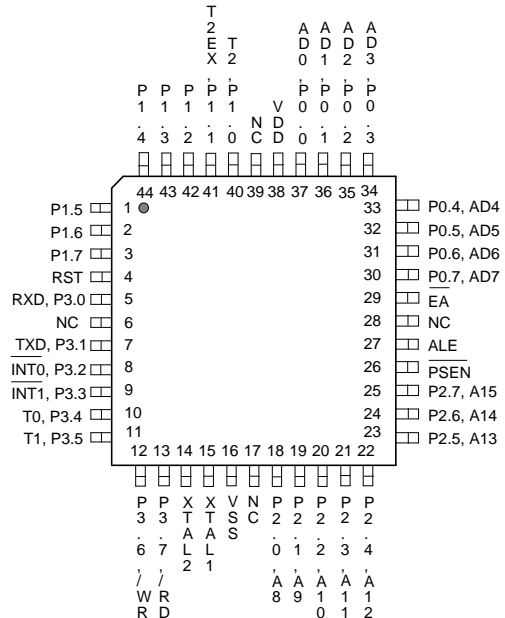 P1.4
P1.3
P1.2
T2EX,P1.1
T2,P1.0
NC
VDD
AD0,P0.0
AD1,P0.1
AD2,P0.2
AD3,P0.3
44 43 42 41 40 39 38 37 36 35 34
P1.5 1
P1.6 2
P1.7 3
RST 4
RXD, P3.0 5
NC 6
TXD, P3.1 7
INT0, P3.2 8
INT1, P3.3 9
T0, P3.4 10
T1, P3.5 11
33 P0.4, AD4
32 P0.5, AD5
31 P0.6, AD6
30 P0.7, AD7
29 EA
28 NC
27 ALE
26 PSEN
25 P2.7, A15
24 P2.6, A14
23 P2.5, A13
12 13 14 15 16 17 18 19 20 21 22
P3.6,/WR
P3.7,/RD
XTAL2
XTAL1
VSS
NC
P2.0,A8
P2.1,A9
P2.2,A10
P2.3,A11
P2.4,A12